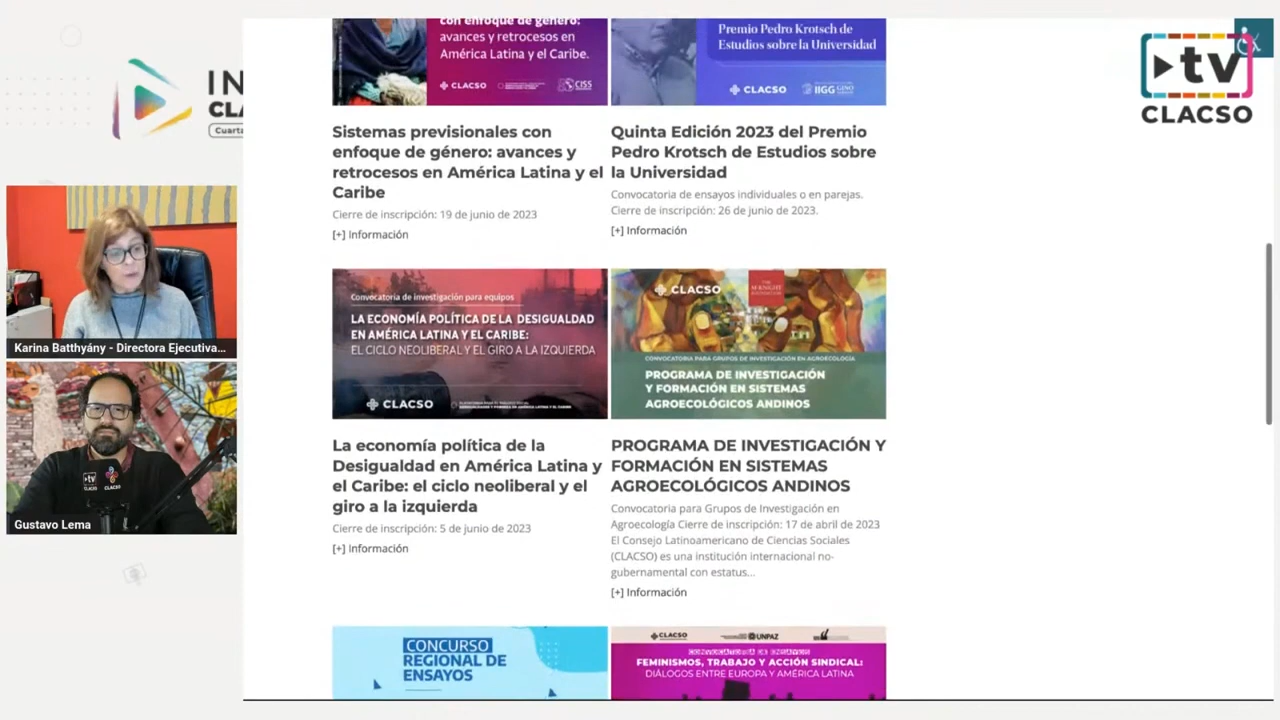 IN
CLA
Cuarta
Karina Batthyány - Directora Ejecutiva...
Gustavo Lema
con enfoque de género:
avances y retrocesos en
América Latina y el Caribe.
CLACSO
CISS
Premio Pedro Krotsch de
Estudios sobre la Universidad
CLACSO
IIGG GINO
tv
CLACSO
Sistemas previsionales con
enfoque de género: avances y
retrocesos en América Latina y el
Caribe
Cierre de inscripción: 19 de junio de 2023
[+] Información
Quinta Edición 2023 del Premio
Pedro Krotsch de Estudios sobre
la Universidad
Convocatoria de ensayos individuales o en parejas.
Cierre de inscripción: 26 de junio de 2023.
[+] Información
Convocatoria de investigación para equipos
LA ECONOMÍA POLÍTICA DE LA DESIGUALDAD
EN AMÉRICA LATINA Y EL CARIBE:
EL CICLO NEOLIBERAL Y EL GIRO A LA IZQUIERDA
CLACSO
CLACSO
CONVOCATORIA PARA GRUPOS DE INVESTIGACIÓN EN AGROECOLOGÍA
PROGRAMA DE INVESTIGACIÓN
Y FORMACIÓN EN SISTEMAS
AGROECOLÓGICOS ANDINOS
La economía política de la
Desigualdad en América Latina y
el Caribe: el ciclo neoliberal y el
giro a la izquierda
Cierre de inscripción: 5 de junio de 2023
[+] Información
PROGRAMA DE INVESTIGACIÓN Y
FORMACIÓN EN SISTEMAS
AGROECOLÓGICOS ANDINOS
Convocatoria para Grupos de Investigación en
Agroecología Cierre de inscripción: 17 de abril de 2023
El Consejo Latinoamericano de Ciencias Sociales
(CLACSO) es una institución internacional no-
gubernamental con estatus...
[+] Información
CONCURSO
REGIONAL DE
ENSAYOS
CLACSO
UNPAZ
CONVOCATORIA DE ENSAYOS
FEMINISMOS, TRABAJO Y ACCIÓN SINDICAL:
DIÁLOGOS ENTRE EUROPA Y AMÉRICA LATINA